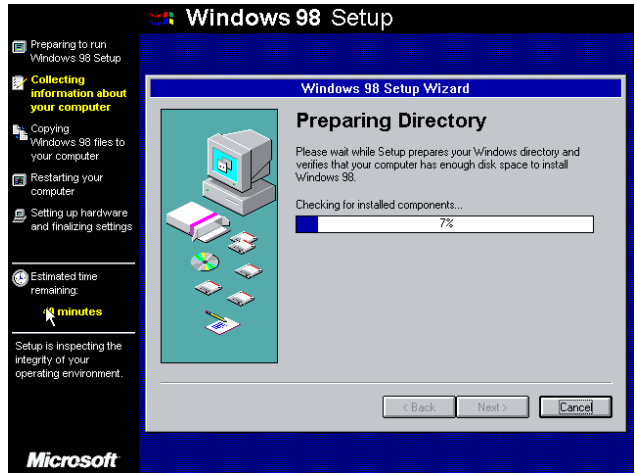 Windows 98 Setup
Preparing to run
Windows 98 Setup
Collecting
information about
your computer
Copying
Windows 98 files to
your computer
Restarting your
computer
Setting up hardware
and finalizing settings
Estimated time
remaining:
minutes
Setup is inspecting the
integrity of your
operating environment.
Microsoft
Windows 98 Setup Wizard
Preparing Directory
Please wait while Setup prepares your Windows directory and
verifies that your computer has enough disk space to install
Windows 98.
Checking for installed components...
7%
< Back
Next >
Cancel